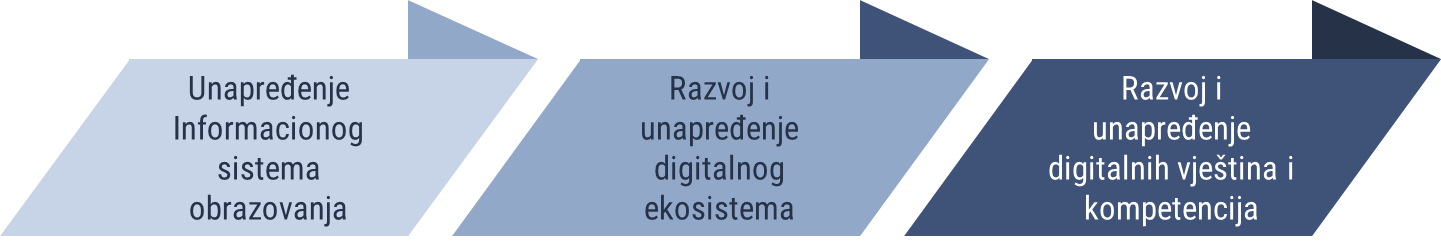 Unapređenje
Informacionog
sistema
obrazovanja
Razvoj i
unapređenje
digitalnog
ekosistema
Razvoj i
unapređenje
digitalnih vještina i
kompetencija